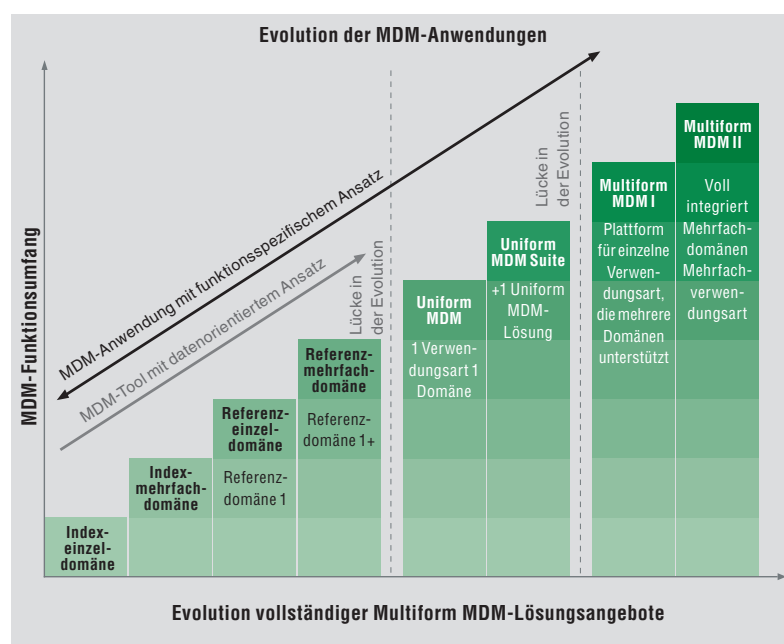 Evolution der MDM-Anwendungen
MDM-Funktionsumfang
MDM-Anwendung mit funktionsspezifischem Ansatz
MDM-Tool mit datenorientiertem Ansatz
Lücke in
der Evolution
Lücke in
der Evolution
Index-
einzel-
domäne
Index-
mehrfach-
domäne
Referenz-
einzel-
domäne
Referenz-
domäne 1
Referenz-
mehrfach-
domäne
Referenz-
domäne 1+
Uniform
MDM
1 Verwen-
dungsart 1
Domäne
Uniform
MDM Suite
+1 Uniform
MDM-
Lösung
Multiform
MDM I
Plattform
für einzelne
Verwen-
dungsart,
die mehrere
Domänen
unterstützt
Multiform
MDM II
Voll
integriert
Mehrfach-
domänen
Mehrfach-
verwen-
dungsart
Evolution vollständiger Multiform MDM-Lösungsangebote